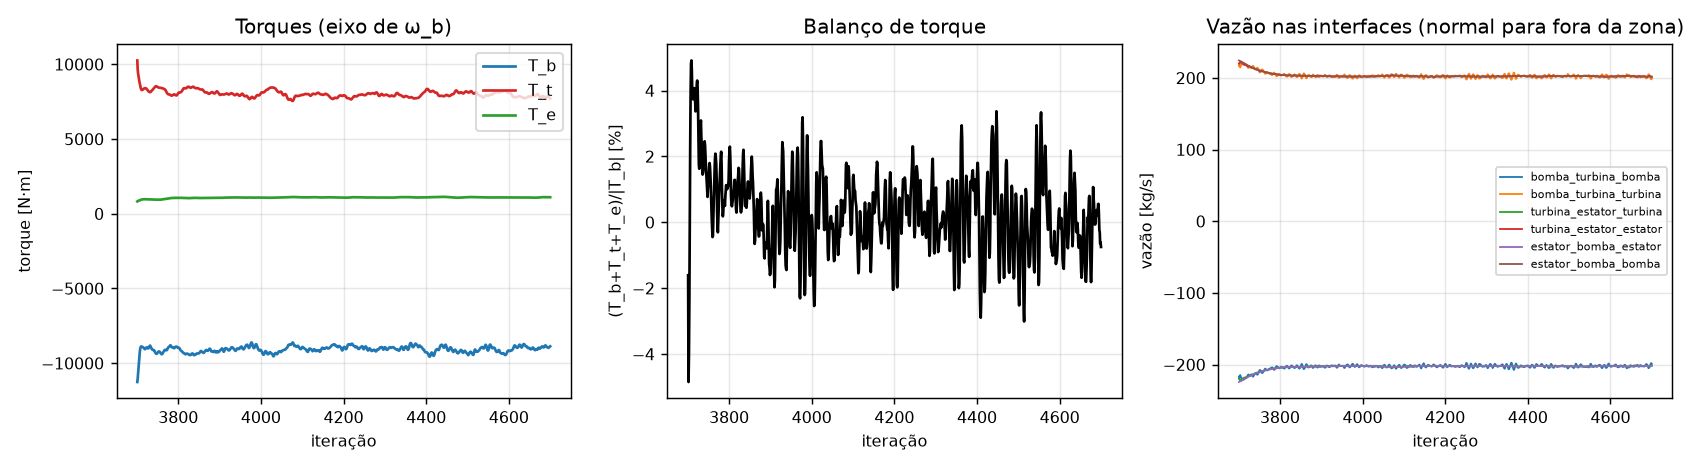 Torques (eixo de ω_b)
torque [N·m]
10000
5000
0
−5000
−10000
T_b
T_t
T_e
3800
4000
4200
4400
4600
iteração
Balanço de torque
(T_b+T_t+T_e)/|T_b| [%]
4
2
0
−2
−4
3800
4000
4200
4400
4600
iteração
Vazão nas interfaces (normal para fora da zona)
vazão [kg/s]
200
100
0
−100
−200
bomba_turbina_bomba
bomba_turbina_turbina
turbina_estator_turbina
turbina_estator_estator
estator_bomba_estator
estator_bomba_bomba
3800
4000
4200
4400
4600
iteração